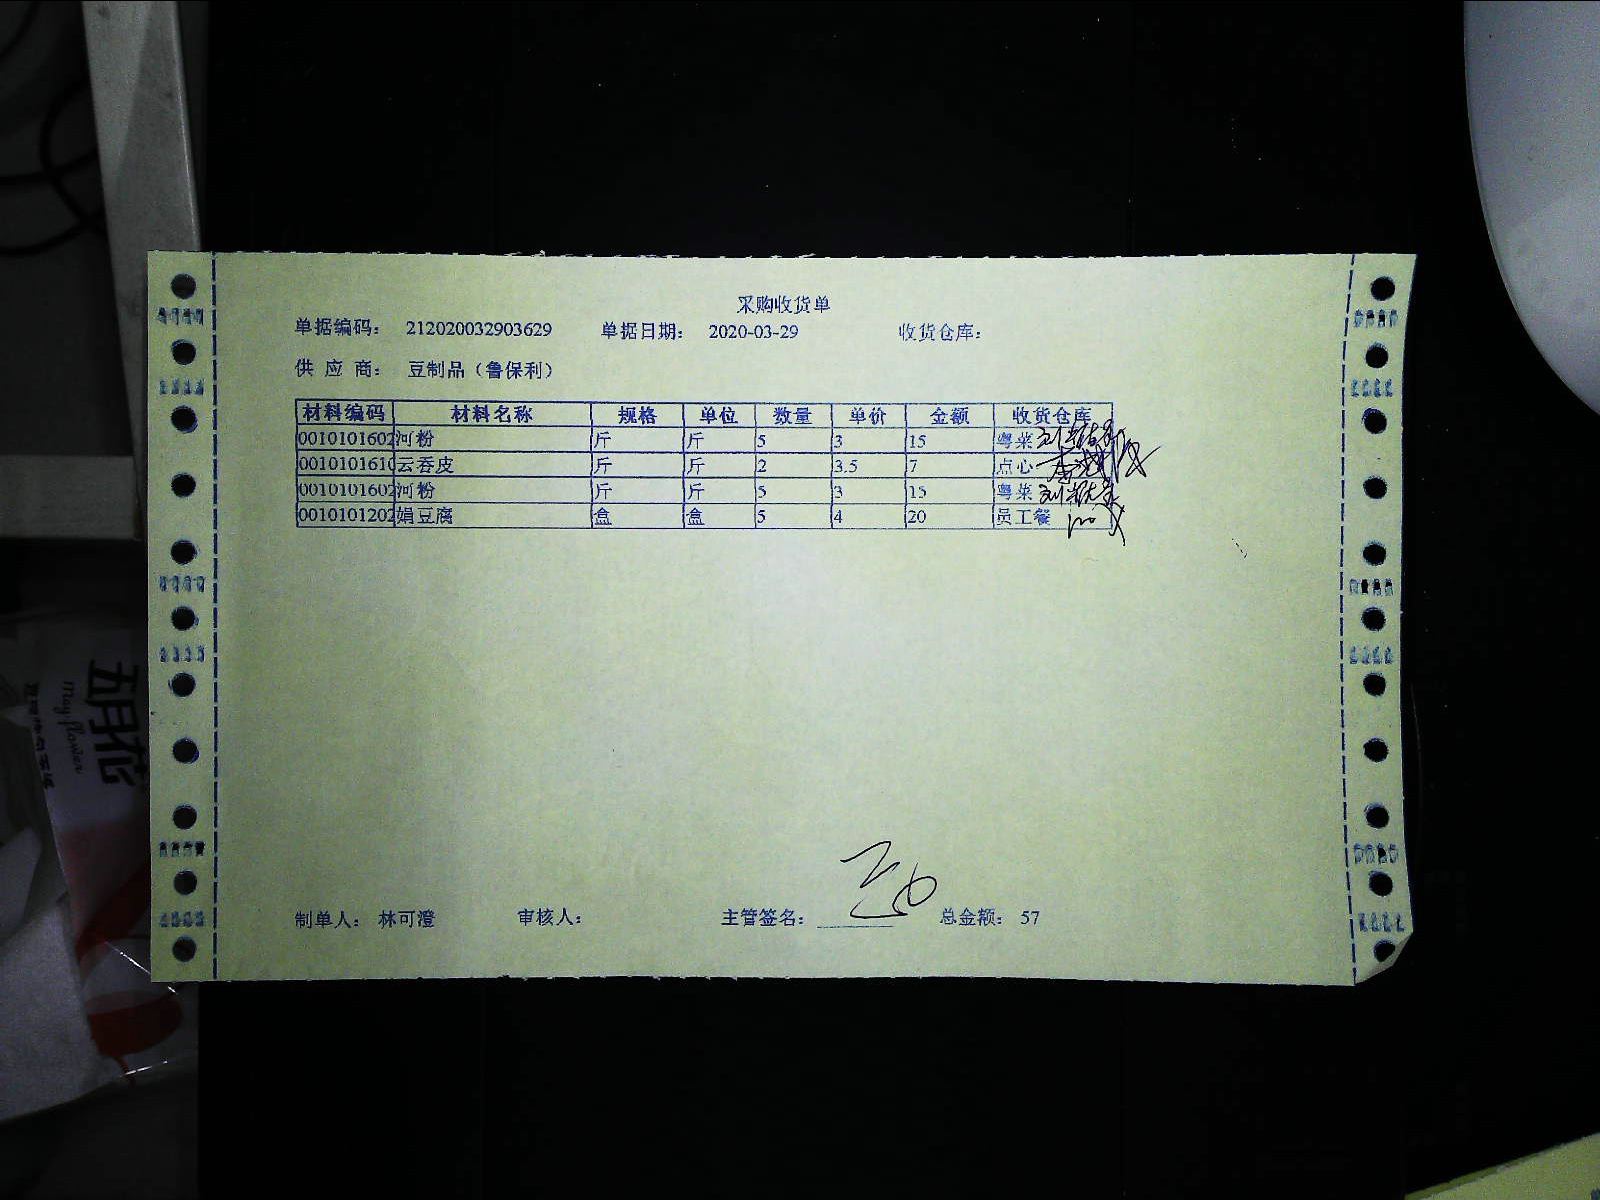 采购收货单
单据编码： 212020032903629 单据日期： 2020-03-29 收货仓库：
供 应 商： 豆制品（鲁保利）
材料编码 材料名称 规格 单位 数量 单价 金额 收货仓库
0010101602 河粉 斤 斤 5 3 15 粤菜
0010101610 云吞皮 斤 斤 2 3.5 7 点心
0010101602 河粉 斤 斤 5 3 15 粤菜
0010101202 娟豆腐 盒 盒 5 4 20 员工餐
制单人： 林可澄 审核人： 主管签名： 总金额： 57
五月花
Mayflower